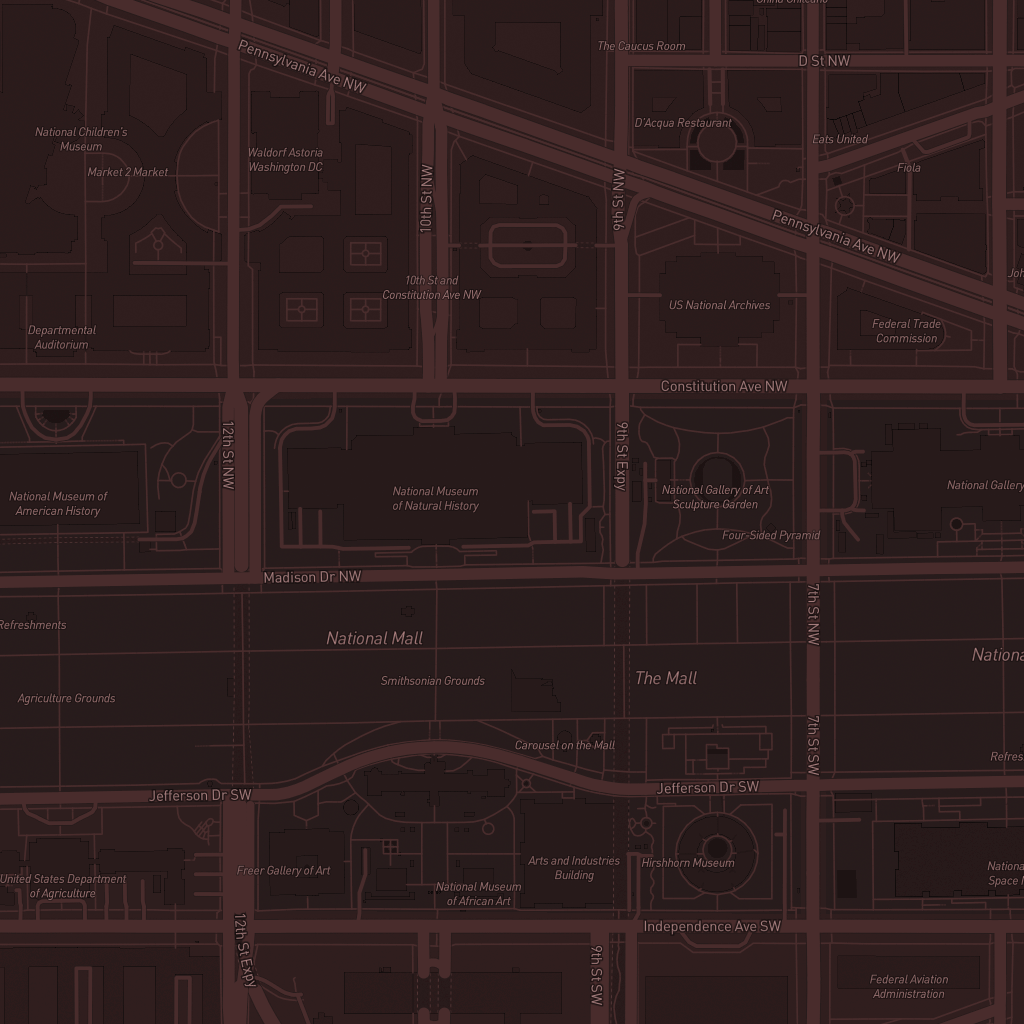 The Caucus Room
D St NW
Pennsylvania Ave NW
National Children's
Museum
Market 2 Market
Waldorf Astoria
Washington DC
D'Acqua Restaurant
Eats United
Fiola
10th St NW
9th St NW
Pennsylvania Ave NW
10th St and
Constitution Ave NW
US National Archives
Departmental
Auditorium
Federal Trade
Commission
Constitution Ave NW
12th St NW
9th St Expy
National Museum of
American History
National Museum
of Natural History
National Gallery of Art
Sculpture Garden
National Gallery
Four-Sided Pyramid
Madison Dr NW
7th St NW
Refreshments
National Mall
The Mall
Smithsonian Grounds
Agriculture Grounds
7th St SW
Carousel on the Mall
Jefferson Dr SW
Jefferson Dr SW
United States Department
of Agriculture
Freer Gallery of Art
Arts and Industries
Building
Hirshhorn Museum
National Museum
of African Art
12th St Expy
Independence Ave SW
9th St SW
Federal Aviation
Administration